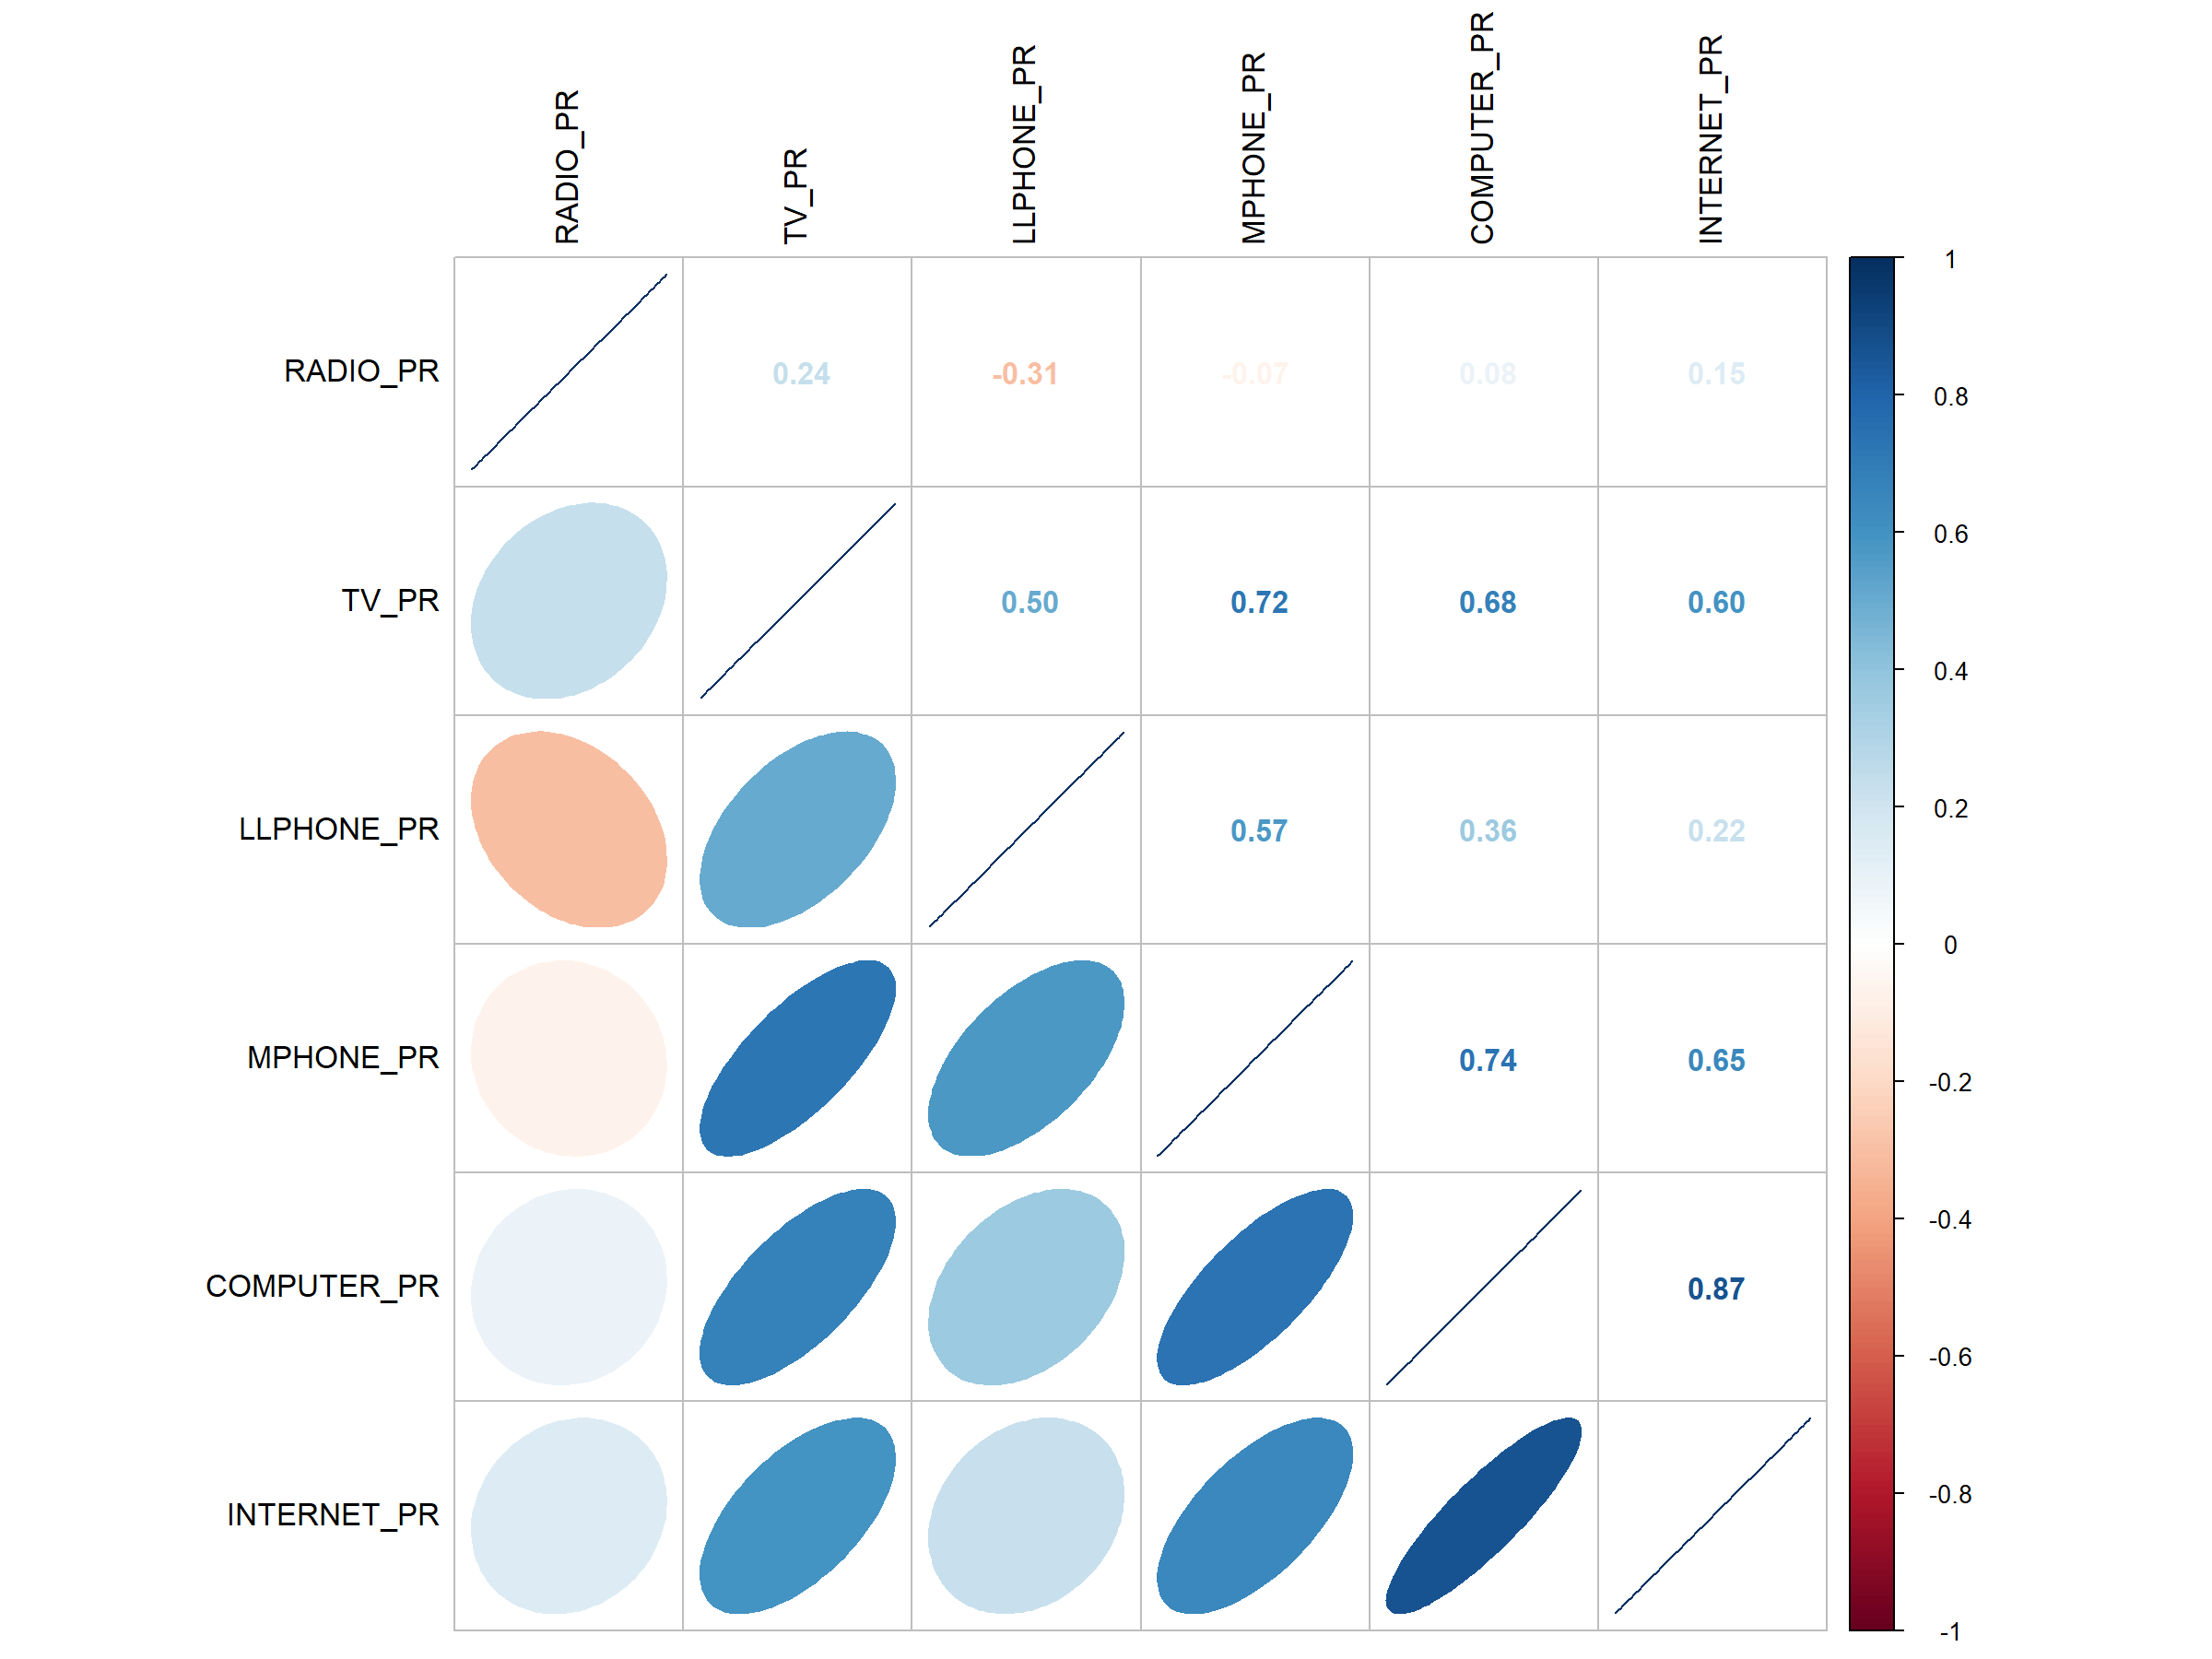 RADIO_PR
TV_PR
LLPHONE_PR
MPHONE_PR
COMPUTER_PR
INTERNET_PR
RADIO_PR 0.24 -0.31 -0.07 0.08 0.15
TV_PR 0.50 0.72 0.68 0.60
LLPHONE_PR 0.57 0.36 0.22
MPHONE_PR 0.74 0.65
COMPUTER_PR 0.87
INTERNET_PR
1
0.8
0.6
0.4
0.2
0
-0.2
-0.4
-0.6
-0.8
-1